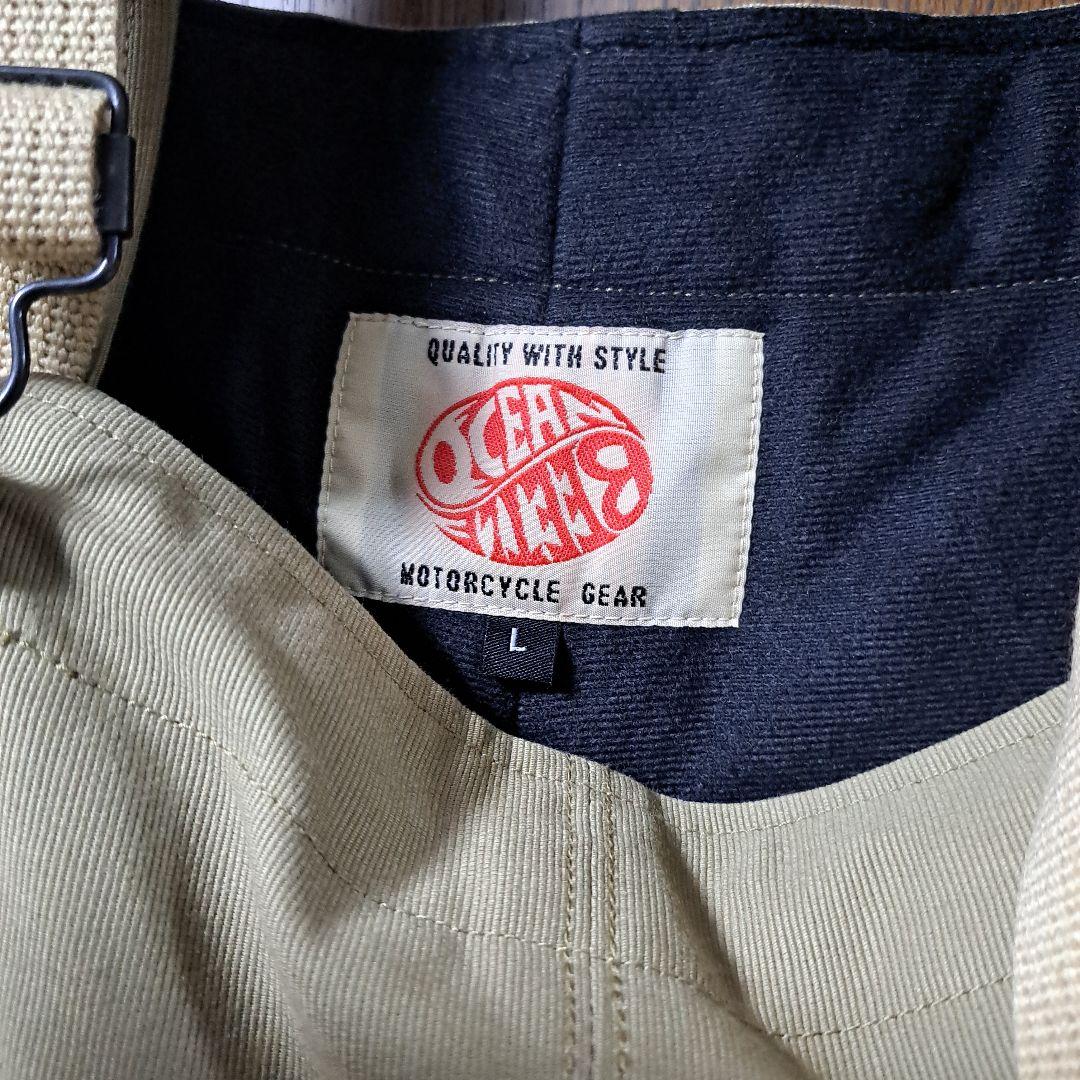 QUALITY WITH STYLE
OCEAN
BEETLE
MOTORCYCLE GEAR
L